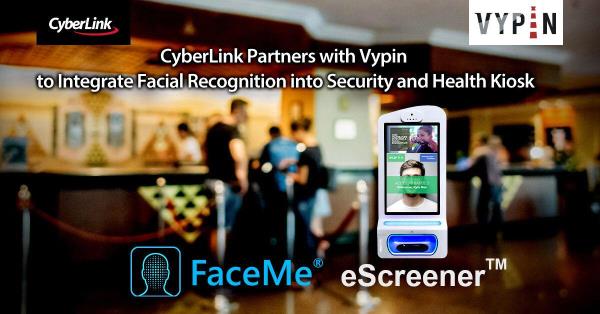 CyberLink
VYPIN
CyberLink Partners with Vypin
to Integrate Facial Recognition into Security and Health Kiosk
FaceMe®
eScreener™